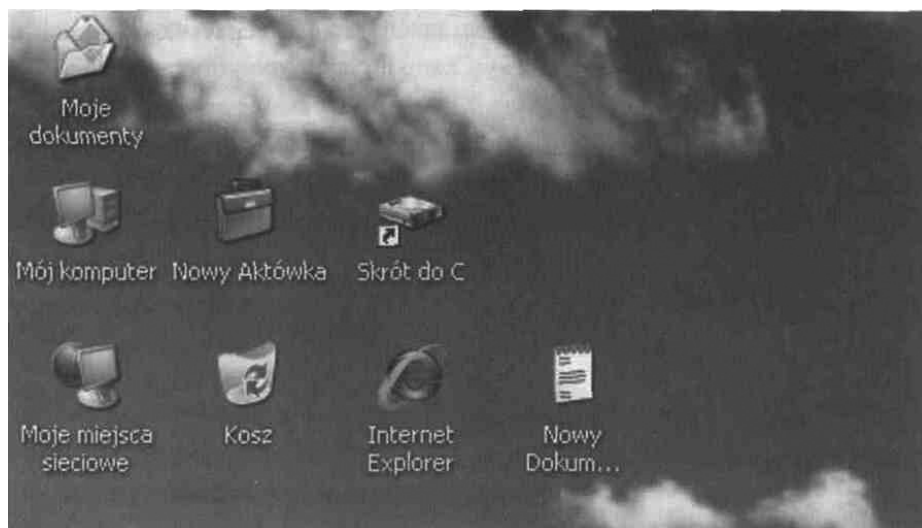 Moje
dokumenty
Mój komputer
Nowy Aktówka
Skrót do C
Moje miejsca
sieciowe
Kosz
Internet
Explorer
Nowy
Dokum...